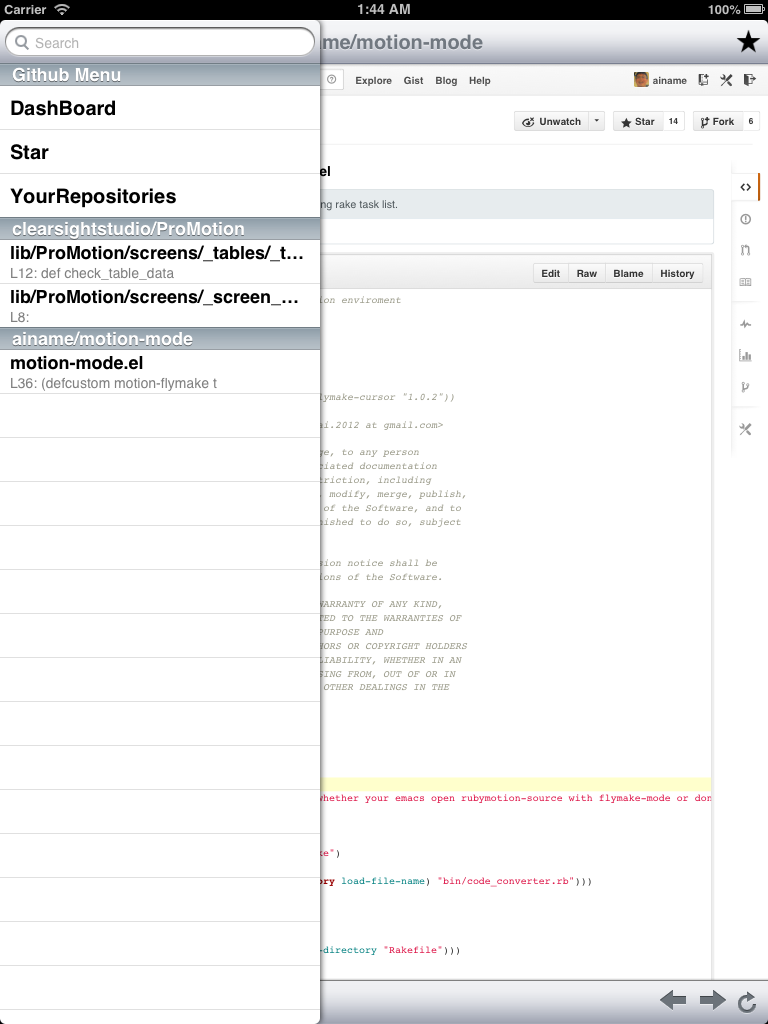 Carrier
1:44 AM
100%
Search
me/motion-mode
Github Menu
DashBoard
Star
YourRepositories
clearsightstudio/ProMotion
lib/ProMotion/screens/_tables/_t...
L12: def check_table_data
lib/ProMotion/screens/_screen_...
L8:
ainame/motion-mode
motion-mode.el
L36: (defcustom motion-flymake t
Explore Gist Blog Help
ainame
Unwatch
Star 14
Fork 6
el
ng rake task list.
Edit Raw Blame History
ion enviroment
lymake-cursor "1.0.2"))
ai.2012 at gmail.com>
ge, to any person
ciated documentation
riction, including
, modify, merge, publish,
of the Software, and to
nished to do so, subject
sion notice shall be
ions of the Software.
WARRANTY OF ANY KIND,
TED TO THE WARRANTIES OF
PURPOSE AND
HORS OR COPYRIGHT HOLDERS
LIABILITY, WHETHER IN AN
SING FROM, OUT OF OR IN
OTHER DEALINGS IN THE
whether your emacs open rubymotion-source with flymake-mode or don
ke")
ory load-file-name) "bin/code_converter.rb")))
-directory "Rakefile")))